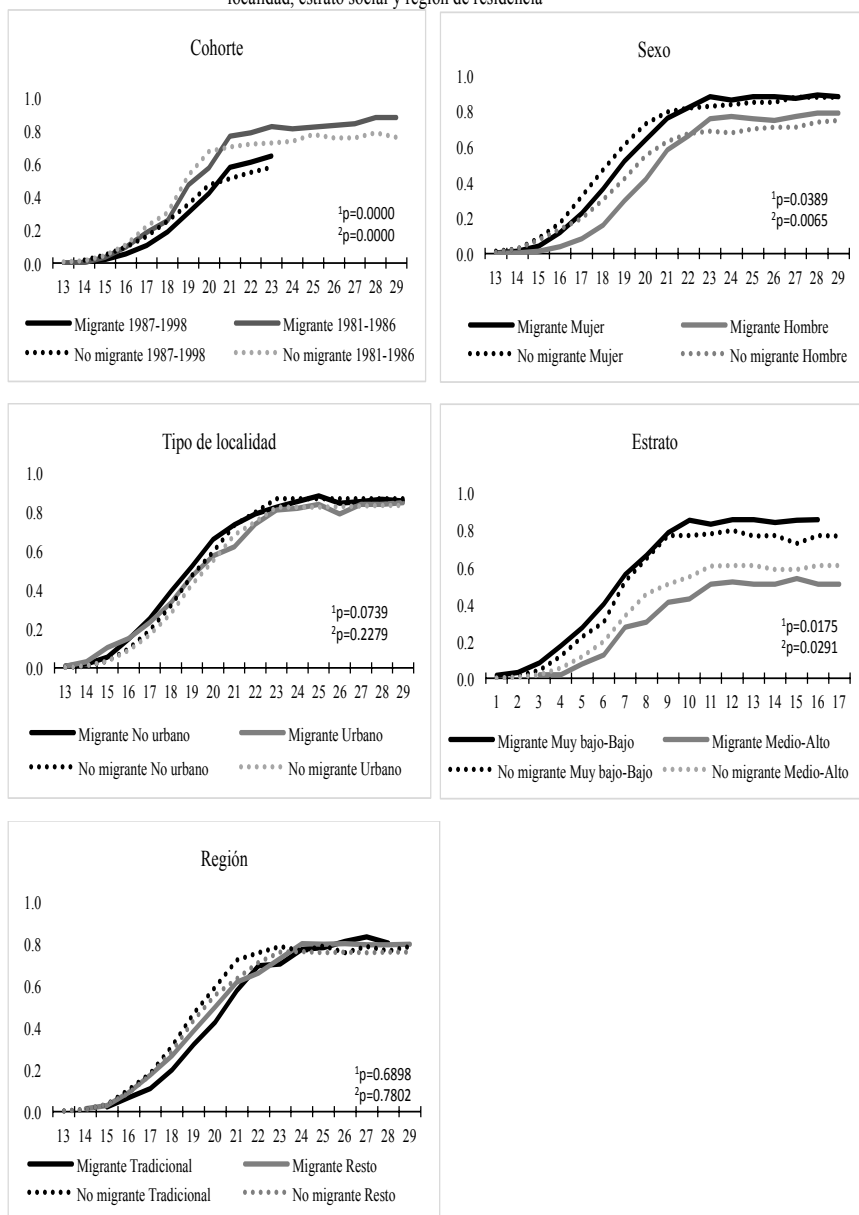 localidad, estrato social y región de residencia
Cohorte
1.0
0.8
0.6
0.4
0.2
0.0
¹p=0.0000
²p=0.0000
13 14 15 16 17 18 19 20 21 22 23 24 25 26 27 28 29
Migrante 1987-1998 Migrante 1981-1986
No migrante 1987-1998 No migrante 1981-1986
Sexo
1.0
0.8
0.6
0.4
0.2
0.0
¹p=0.0389
²p=0.0065
13 14 15 16 17 18 19 20 21 22 23 24 25 26 27 28 29
Migrante Mujer Migrante Hombre
No migrante Mujer No migrante Hombre
Tipo de localidad
1.0
0.8
0.6
0.4
0.2
0.0
¹p=0.0739
²p=0.2279
13 14 15 16 17 18 19 20 21 22 23 24 25 26 27 28 29
Migrante No urbano Migrante Urbano
No migrante No urbano No migrante Urbano
Estrato
1.0
0.8
0.6
0.4
0.2
0.0
¹p=0.0175
²p=0.0291
1 2 3 4 5 6 7 8 9 10 11 12 13 14 15 16 17
Migrante Muy bajo-Bajo Migrante Medio-Alto
No migrante Muy bajo-Bajo No migrante Medio-Alto
Región
1.0
0.8
0.6
0.4
0.2
0.0
¹p=0.6898
²p=0.7802
13 14 15 16 17 18 19 20 21 22 23 24 25 26 27 28 29
Migrante Tradicional Migrante Resto
No migrante Tradicional No migrante Resto